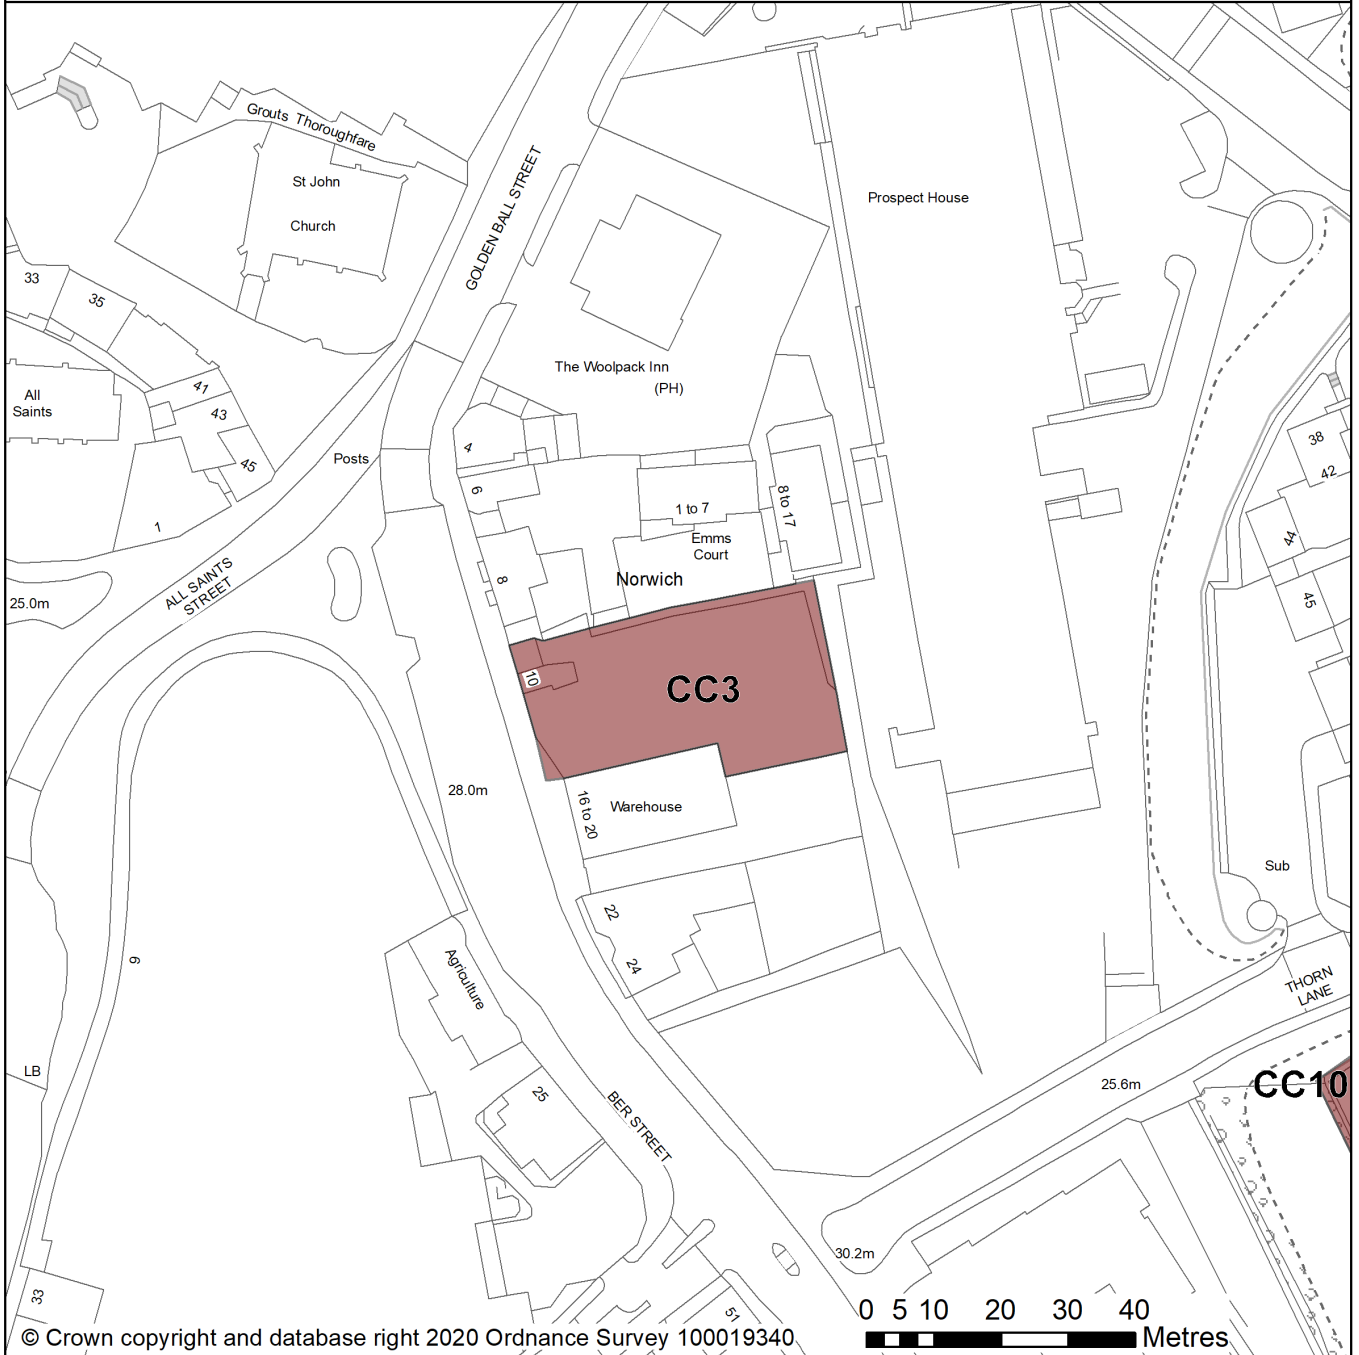 Grouts Thoroughfare
St John
Church
GOLDEN BALL STREET
Prospect House
33
35
The Woolpack Inn
(PH)
All
Saints
41
43
45
Posts
4
6
1
1 to 7
8 to 17
Emms
Court
Norwich
8
38
42
44
45
ALL SAINTS
STREET
25.0m
10
CC3
28.0m
16 to 20
Warehouse
Sub
22
24
9
Agriculture
THORN
LANE
LB
25
BER STREET
25.6m
CC10
30.2m
33
51
0 5 10 20 30 40
Metres
© Crown copyright and database right 2020 Ordnance Survey 100019340